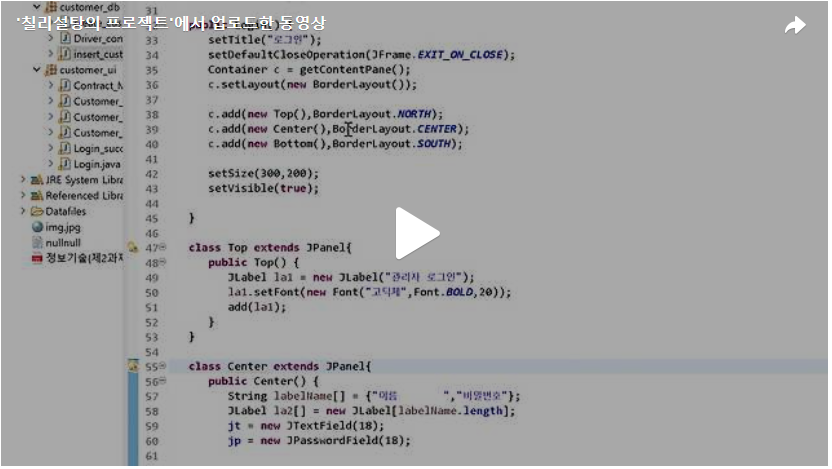 '칠리설탕의 프로젝트'에서 업로드한 동영상
customer_db
Driver_con
insert_cust
customer_ui
Contract_M
Customer_
Customer_
Customer_
Login_succ
Login.java
JRE System Libra
Referenced Libra
Datafiles
img.jpg
nullnull
정보기술(제2과제
31
33 setTitle("로그인");
34 setDefaultCloseOperation(JFrame.EXIT_ON_CLOSE);
35 Container c = getContentPane();
36 c.setLayout(new BorderLayout());
37
38 c.add(new Top(),BorderLayout.NORTH);
39 c.add(new Center(),BorderLayout.CENTER);
40 c.add(new Bottom(),BorderLayout.SOUTH);
41
42 setSize(300,200);
43 setVisible(true);
44
45 }
46
47 class Top extends JPanel{
48 public Top() {
49 JLabel la1 = new JLabel("관리자 로그인");
50 la1.setFont(new Font("고딕체",Font.BOLD,20));
51 add(la1);
52 }
53 }
54
55 class Center extends JPanel{
56 public Center() {
57 String labelName[] = {"이름 ","비밀번호"};
58 JLabel la2[] = new JLabel[labelName.length];
59 jt = new JTextField(18);
60 jp = new JPasswordField(18);
61